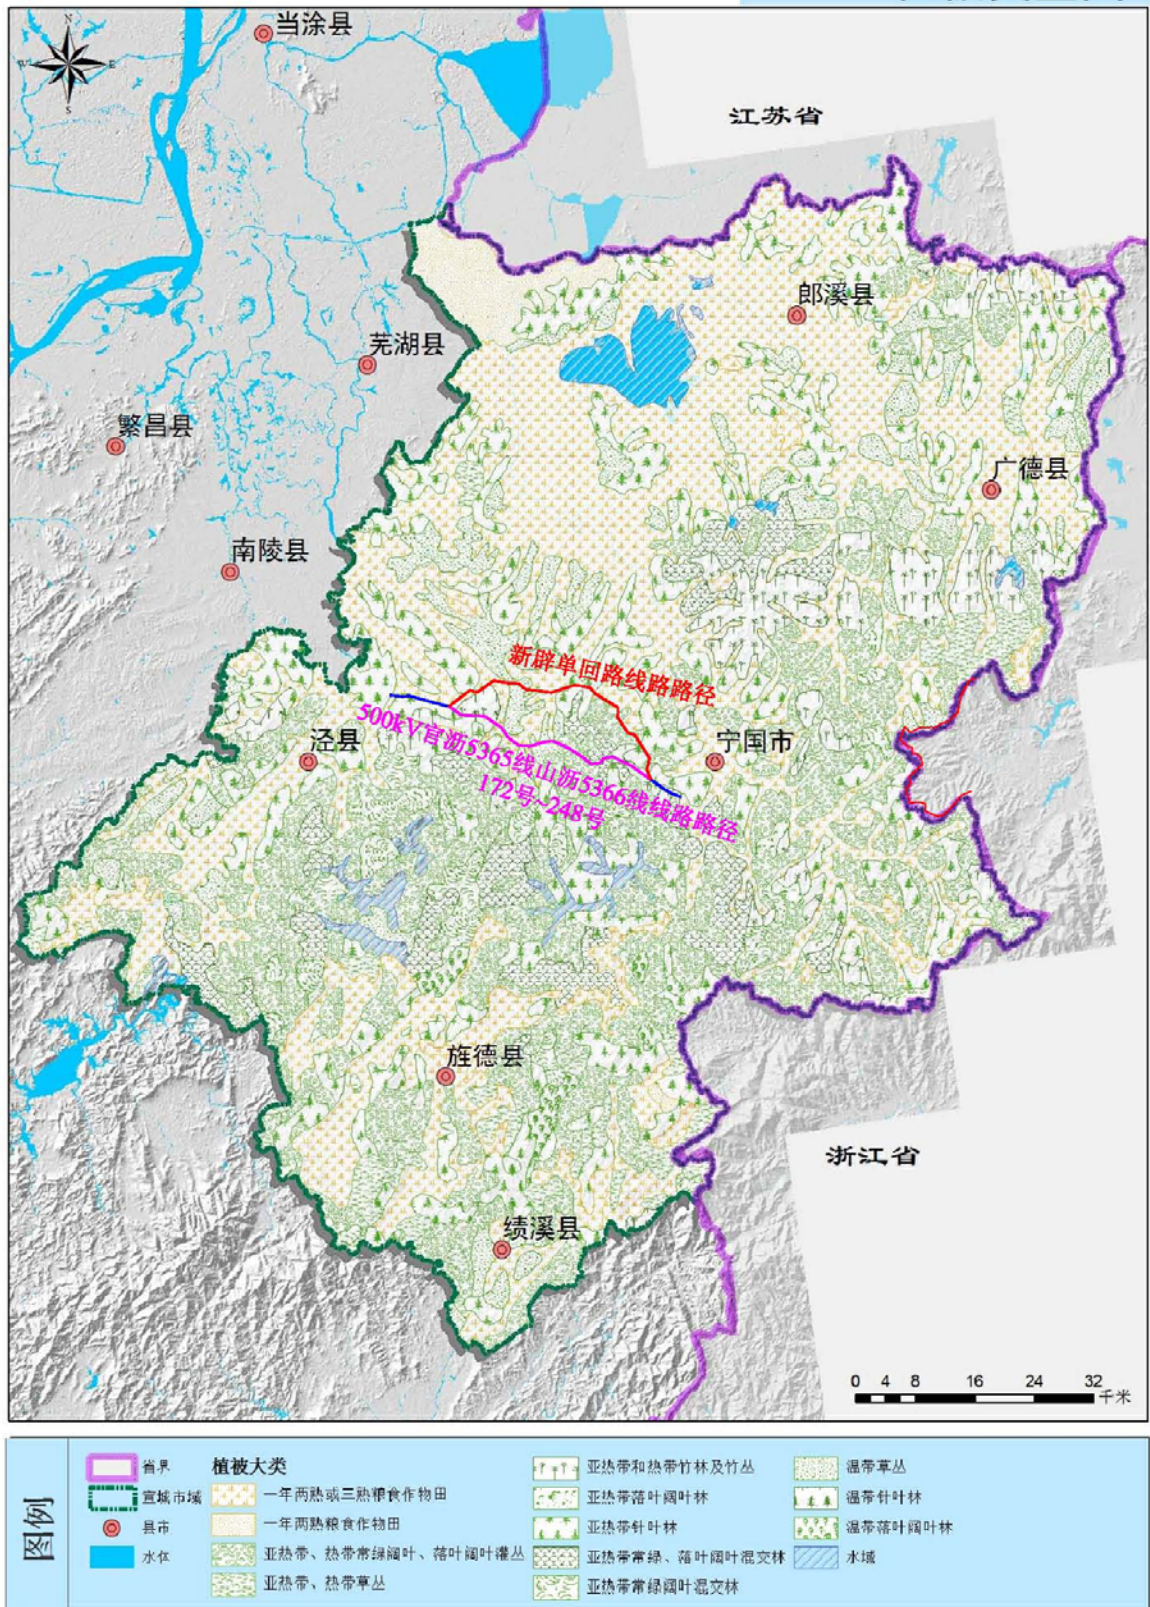 N
W
E
S
当涂县
江苏省
郎溪县
芜湖县
繁昌县
广德县
南陵县
新辟单回路线路路径
宁国市
泾县
500kV官沥5365线山沥5366线线路路径
172号~248号
旌德县
浙江省
绩溪县
0 4 8 16 24 32
千米
图例
省界
宣城市域
县市
水体
植被大类
一年两熟或三熟粮食作物田
一年两熟粮食作物田
亚热带、热带常绿阔叶、落叶阔叶灌丛
亚热带、热带草丛
亚热带和热带竹林及竹丛
亚热带落叶阔叶林
亚热带针叶林
亚热带常绿、落叶阔叶混交林
亚热带常绿阔叶混交林
温带草丛
温带针叶林
温带落叶阔叶林
水域